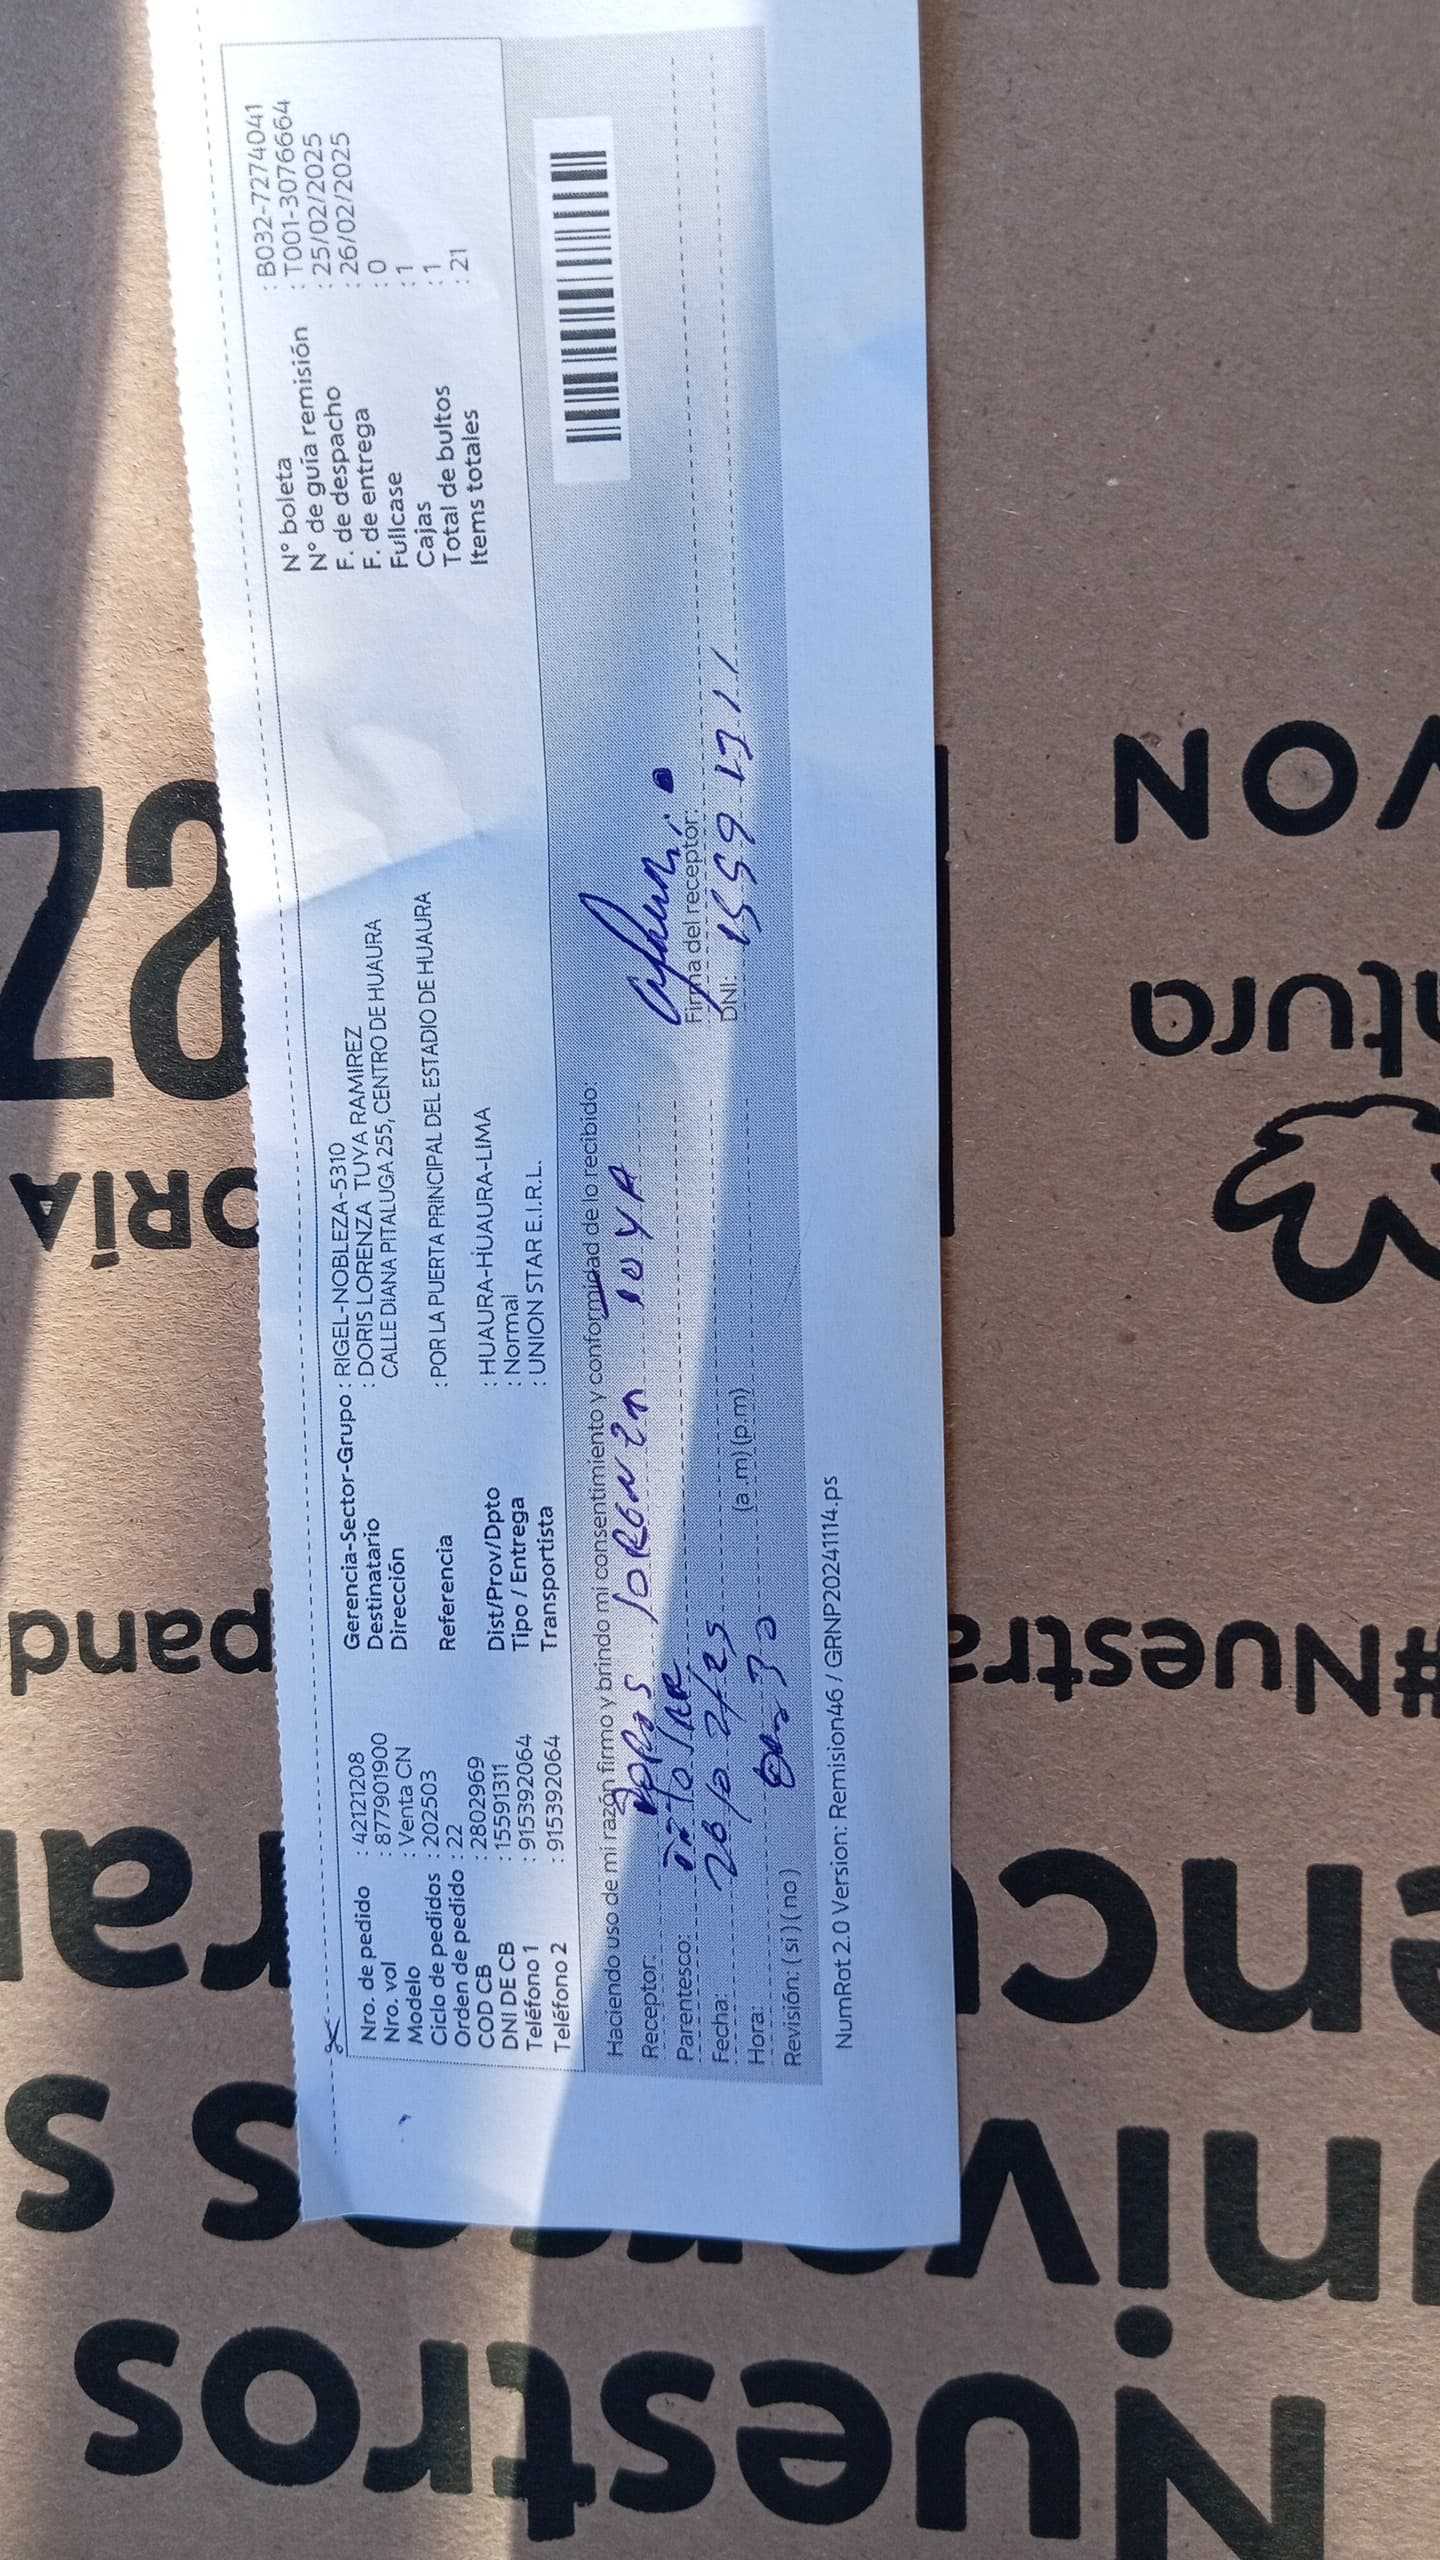 Nro. de pedido : 42121208
Nro. vol : 877901900
Modelo : Venta CN
Ciclo de pedidos : 202503
Orden de pedido : 22
COD CB : 2802969
DNI DE CB : 15591311
Teléfono 1 : 915392064
Teléfono 2 : 915392064
Gerencia-Sector-Grupo : RIGEL-NOBLEZA-5310
Destinatario : DORIS LORENZA TUYA RAMIREZ
Dirección CALLE DIANA PITALUGA 255, CENTRO DE HUAURA
Referencia : POR LA PUERTA PRINCIPAL DEL ESTADIO DE HUAURA
Dist/Prov/Dpto : HUAURA-HUAURA-LIMA
Tipo / Entrega : Normal
Transportista : UNION STAR E.I.R.L.
N° boleta : B032-7274041
N° de guía remisión : T001-3076664
F. de despacho : 25/02/2025
F. de entrega : 26/02/2025
Fullcase : 0
Cajas : 1
Total de bultos : 1
Items totales : 21
Haciendo uso de mi razón firmo y brindo mi consentimiento y conformidad de lo recibido:
Receptor: DORIS LORENZA TUYA
Parentesco:
Firma del receptor:
Fecha:
DNI: 15591311
Hora: (a.m) (p.m)
Revisión: ( si ) ( no )
NumRot 2.0 Version: Remision46 / GRNP20241114.ps
Nuestros
#Nuestra